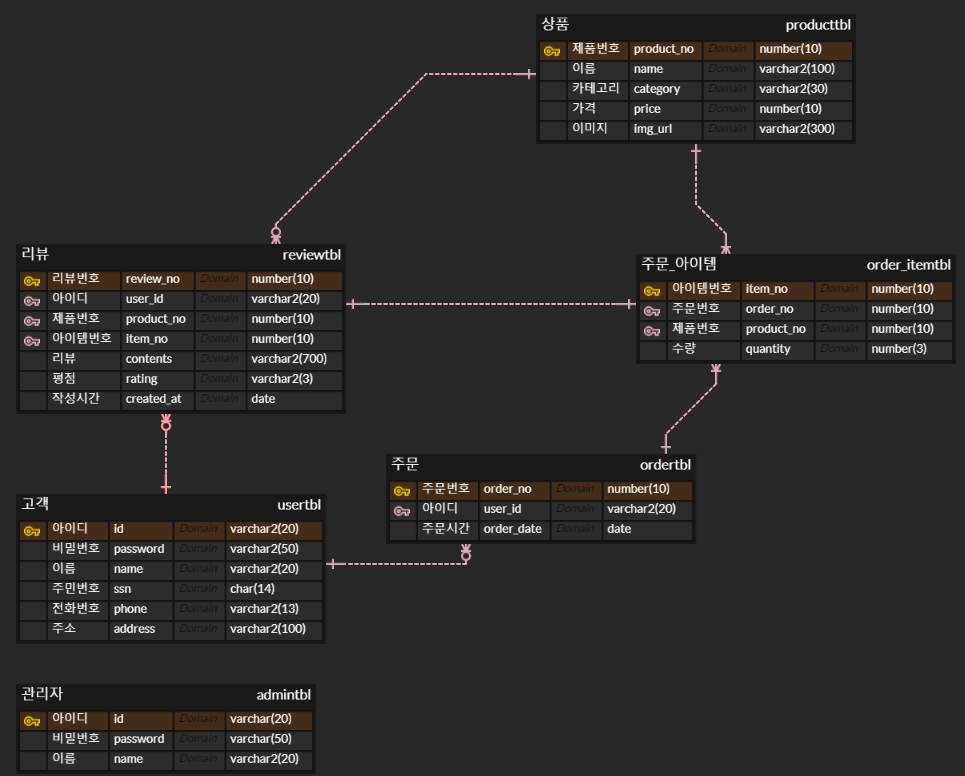 상품 producttbl
제품번호 product_no Domain number(10)
이름 name Domain varchar2(100)
카테고리 category Domain varchar2(30)
가격 price Domain number(10)
이미지 img_url Domain varchar2(300)
리뷰 reviewtbl
리뷰번호 review_no Domain number(10)
아이디 user_id Domain varchar2(20)
제품번호 product_no Domain number(10)
아이템번호 item_no Domain number(10)
리뷰 contents Domain varchar2(700)
평점 rating Domain varchar2(3)
작성시간 created_at Domain date
주문_아이템 order_itemtbl
아이템번호 item_no Domain number(10)
주문번호 order_no Domain number(10)
제품번호 product_no Domain number(10)
수량 quantity Domain number(3)
주문 ordertbl
주문번호 order_no Domain number(10)
아이디 user_id Domain varchar2(20)
주문시간 order_date Domain date
고객 usertbl
아이디 id Domain varchar2(20)
비밀번호 password Domain varchar2(50)
이름 name Domain varchar2(20)
주민번호 ssn Domain char(14)
전화번호 phone Domain varchar2(13)
주소 address Domain varchar2(100)
관리자 admintbl
아이디 id Domain varchar(20)
비밀번호 password Domain varchar(50)
이름 name Domain varchar2(20)